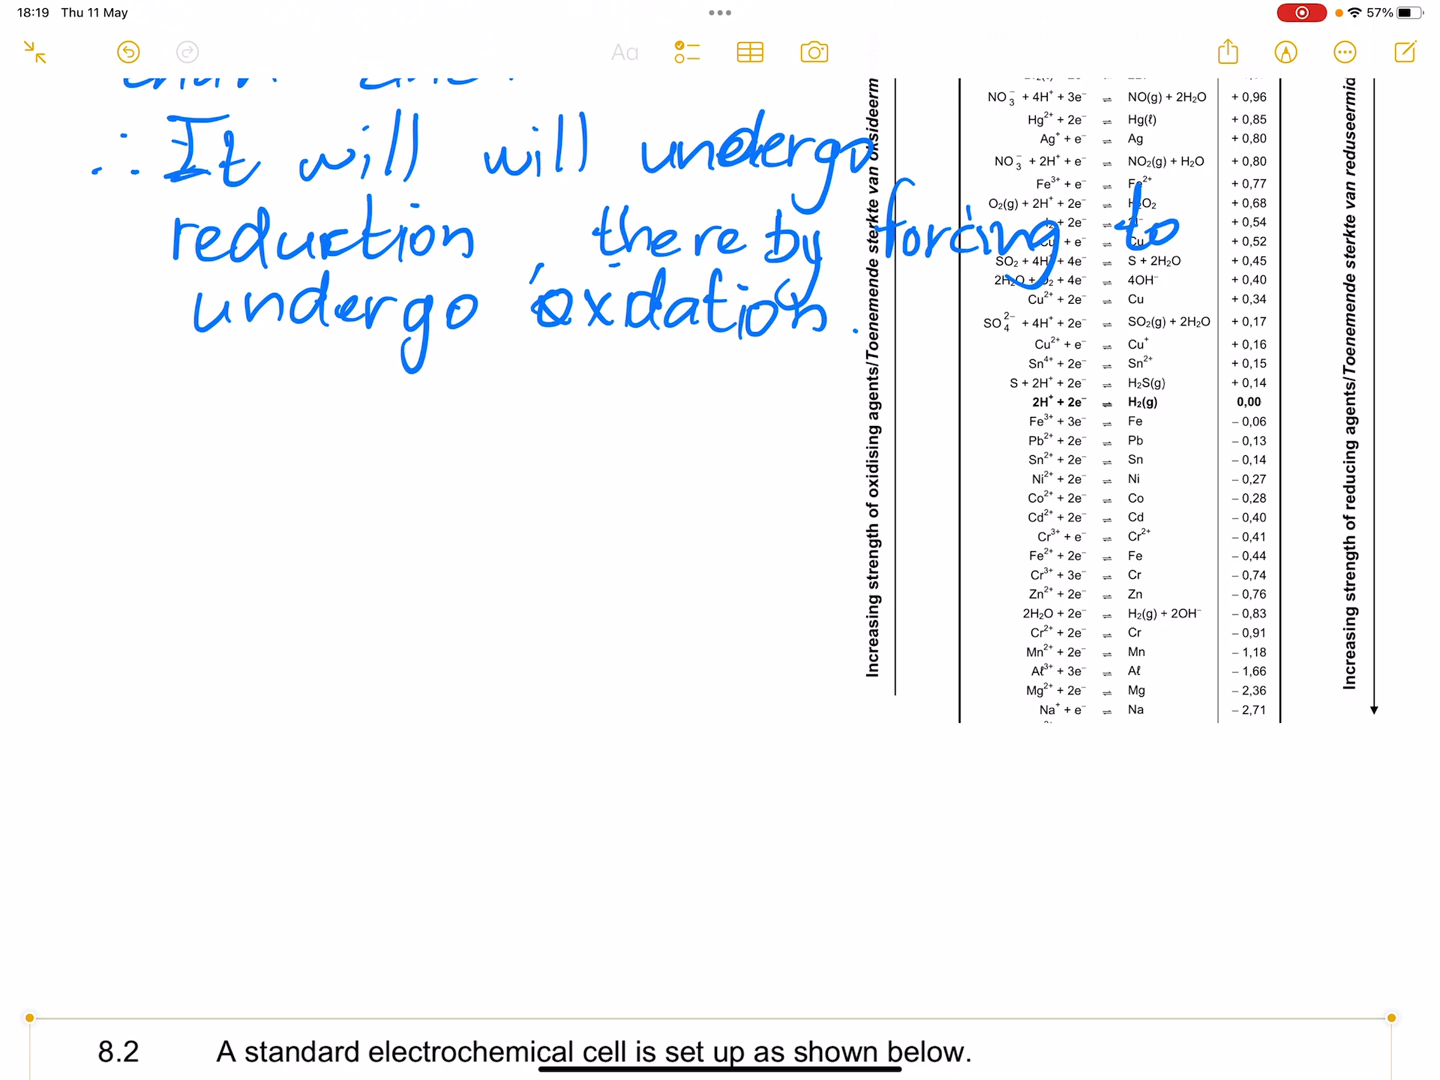 18:19 Thu 11 May
57%
Aa
∴ It will will undergo
reduction there by forcing to
undergo oxidation.
Increasing strength of oxidising agents/Toenemende sterkte van oksideerm
Increasing strength of reducing agents/Toenemende sterkte van reduseermid
NO₃⁻ + 4H⁺ + 3e⁻ ⇌ NO(g) + 2H₂O + 0,96
Hg²⁺ + 2e⁻ ⇌ Hg(ℓ) + 0,85
Ag⁺ + e⁻ ⇌ Ag + 0,80
NO₃⁻ + 2H⁺ + e⁻ ⇌ NO₂(g) + H₂O + 0,80
Fe³⁺ + e⁻ ⇌ Fe²⁺ + 0,77
O₂(g) + 2H⁺ + 2e⁻ ⇌ H₂O₂ + 0,68
+ 2e⁻ ⇌ 2I⁻ + 0,54
Cu⁺ + e⁻ ⇌ Cu + 0,52
SO₂ + 4H⁺ + 4e⁻ ⇌ S + 2H₂O + 0,45
2H₂O + O₂ + 4e⁻ ⇌ 4OH⁻ + 0,40
Cu²⁺ + 2e⁻ ⇌ Cu + 0,34
SO₄²⁻ + 4H⁺ + 2e⁻ ⇌ SO₂(g) + 2H₂O + 0,17
Cu²⁺ + e⁻ ⇌ Cu⁺ + 0,16
Sn⁴⁺ + 2e⁻ ⇌ Sn²⁺ + 0,15
S + 2H⁺ + 2e⁻ ⇌ H₂S(g) + 0,14
2H⁺ + 2e⁻ ⇌ H₂(g) 0,00
Fe³⁺ + 3e⁻ ⇌ Fe − 0,06
Pb²⁺ + 2e⁻ ⇌ Pb − 0,13
Sn²⁺ + 2e⁻ ⇌ Sn − 0,14
Ni²⁺ + 2e⁻ ⇌ Ni − 0,27
Co²⁺ + 2e⁻ ⇌ Co − 0,28
Cd²⁺ + 2e⁻ ⇌ Cd − 0,40
Cr³⁺ + e⁻ ⇌ Cr²⁺ − 0,41
Fe²⁺ + 2e⁻ ⇌ Fe − 0,44
Cr³⁺ + 3e⁻ ⇌ Cr − 0,74
Zn²⁺ + 2e⁻ ⇌ Zn − 0,76
2H₂O + 2e⁻ ⇌ H₂(g) + 2OH⁻ − 0,83
Cr²⁺ + 2e⁻ ⇌ Cr − 0,91
Mn²⁺ + 2e⁻ ⇌ Mn − 1,18
Aℓ³⁺ + 3e⁻ ⇌ Aℓ − 1,66
Mg²⁺ + 2e⁻ ⇌ Mg − 2,36
Na⁺ + e⁻ ⇌ Na − 2,71
8.2 A standard electrochemical cell is set up as shown below.